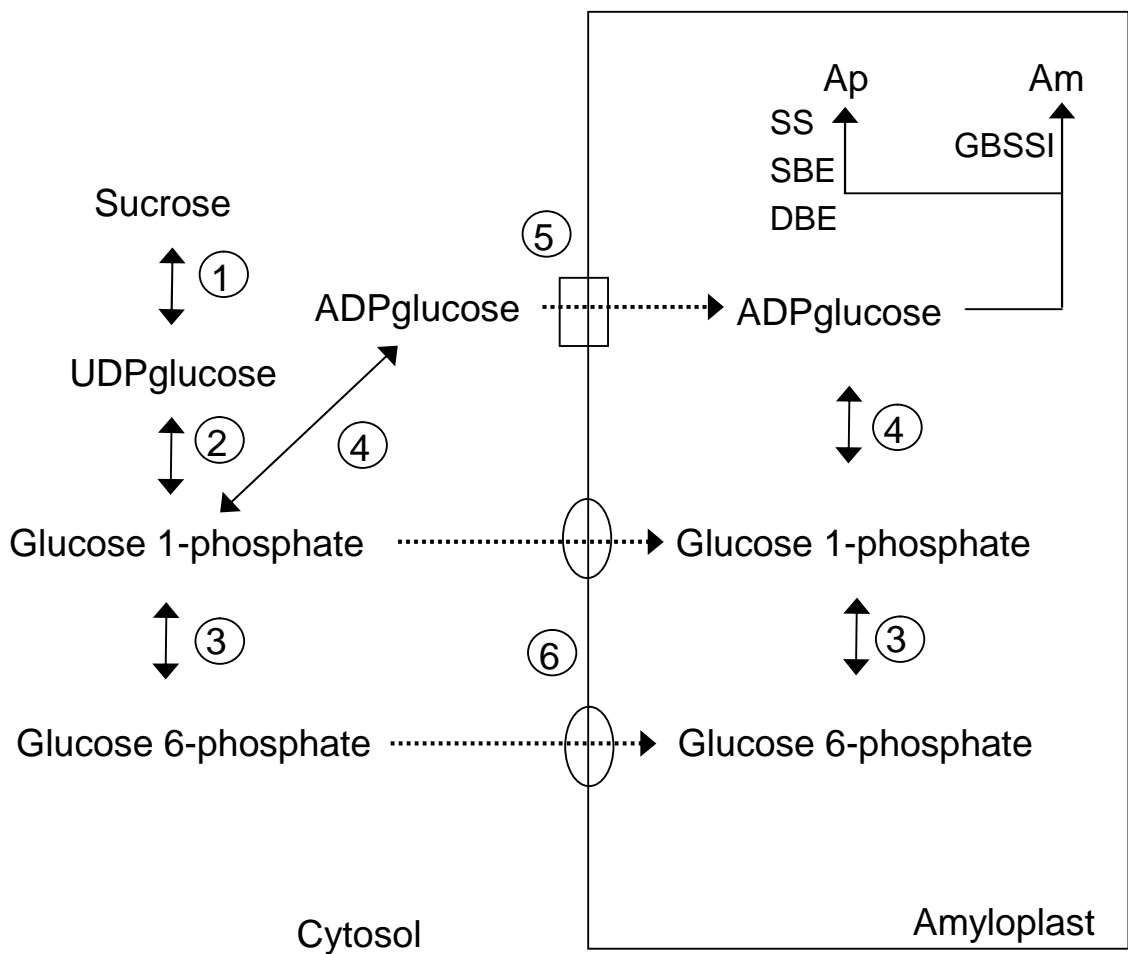 Ap
Am
SS
GBSSI
SBE
DBE
Sucrose
1
5
ADPglucose
ADPglucose
UDPglucose
2
4
4
Glucose 1-phosphate
Glucose 1-phosphate
3
6
3
Glucose 6-phosphate
Glucose 6-phosphate
Cytosol
Amyloplast